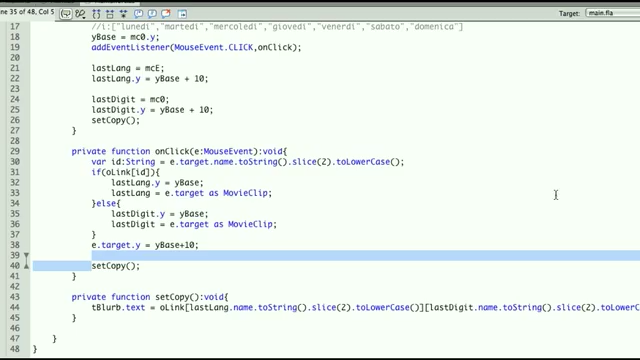 ine 35 of 48, Col 5
Target:
main.fla
17 //i:["lunedi","martedi","mercoledi","giovedi","venerdi","sabato","domenica"]
18 yBase = mc0.y;
19 addEventListener(MouseEvent.CLICK,onClick);
20
21 lastLang = mcE;
22 lastLang.y = yBase + 10;
23
24 lastDigit = mc0;
25 lastDigit.y = yBase + 10;
26 setCopy();
27 }
28
29 private function onClick(e:MouseEvent):void{
30 var id:String = e.target.name.toString().slice(2).toLowerCase();
31 if(oLink[id]){
32 lastLang.y = yBase;
33 lastLang = e.target as MovieClip;
34 }else{
35 lastDigit.y = yBase;
36 lastDigit = e.target as MovieClip;
37 }
38 e.target.y = yBase+10;
39
40 setCopy();
41 }
42
43 private function setCopy():void{
44 tBlurb.text = oLink[lastLang.name.toString().slice(2).toLowerCase()][lastDigit.name.toString().slice(2).toLowerC
45 }
46
47 }
48 }